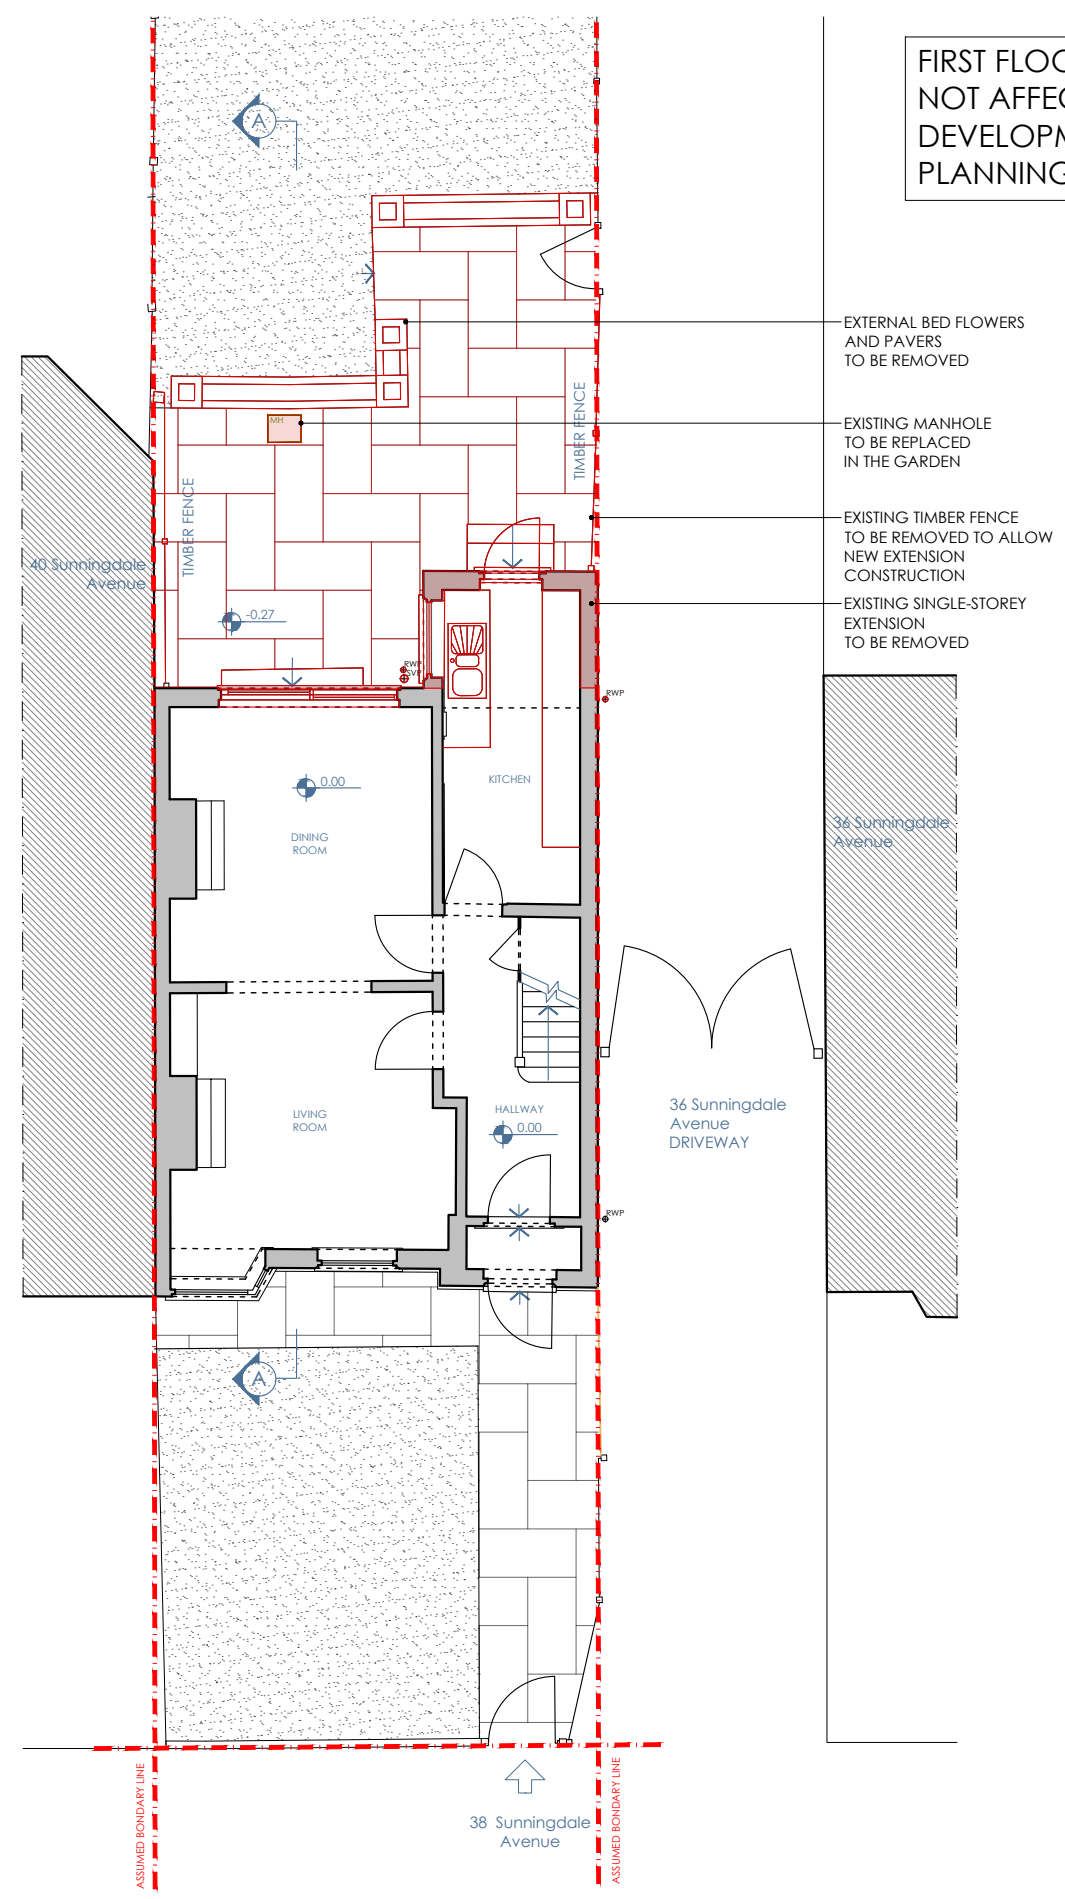 FIRST FLOO
NOT AFFEC
DEVELOPM
PLANNING
A
EXTERNAL BED FLOWERS
AND PAVERS
TO BE REMOVED
TIMBER FENCE
MH
EXISTING MANHOLE
TO BE REPLACED
IN THE GARDEN
TIMBER FENCE
EXISTING TIMBER FENCE
TO BE REMOVED TO ALLOW
NEW EXTENSION
CONSTRUCTION
40 Sunningdale
Avenue
EXISTING SINGLE-STOREY
EXTENSION
TO BE REMOVED
-0.27
RWP
SVP
RWP
KITCHEN
0.00
DINING
ROOM
36 Sunningdale
Avenue
LIVING
ROOM
HALLWAY
0.00
36 Sunningdale
Avenue
DRIVEWAY
RWP
A
ASSUMED BONDARY LINE
ASSUMED BONDARY LINE
38 Sunningdale
Avenue